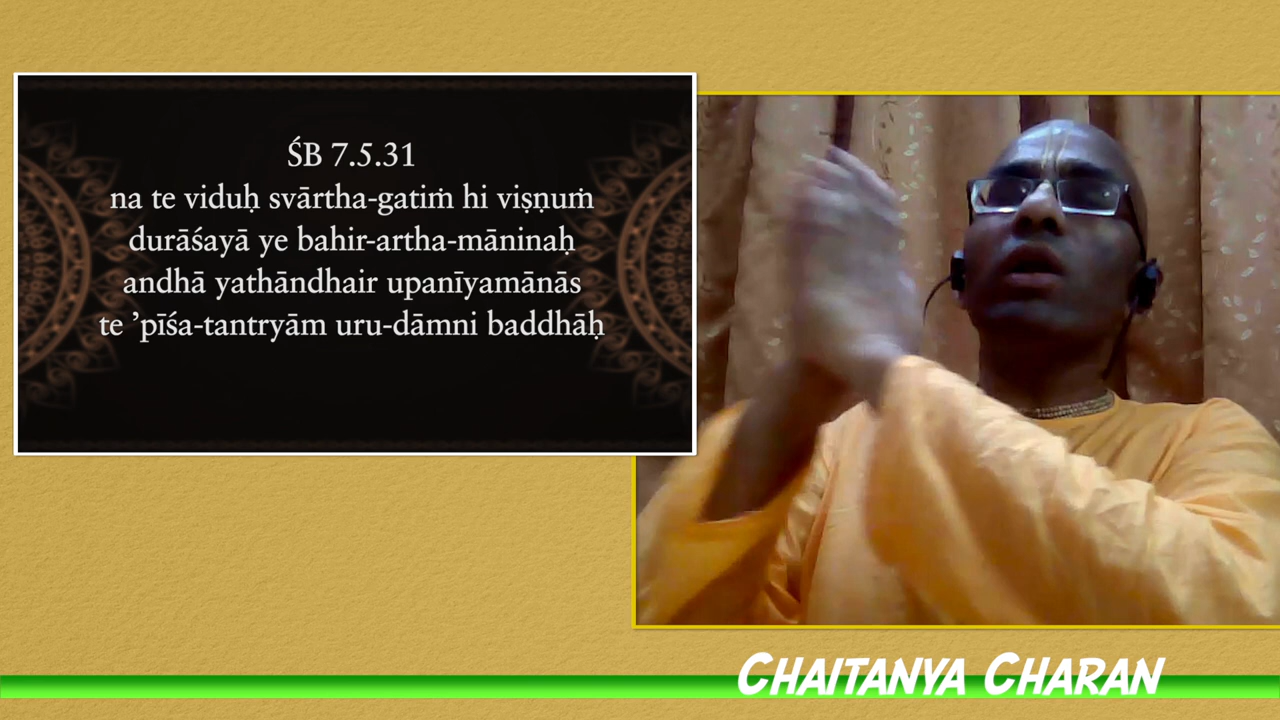 ŚB 7.5.31
na te viduḥ svārtha-gatiṁ hi viṣṇuṁ
durāśayā ye bahir-artha-māninaḥ
andhā yathāndhair upanīyamānās
te ’pīśa-tantryām uru-dāmni baddhāḥ
CHAITANYA CHARAN